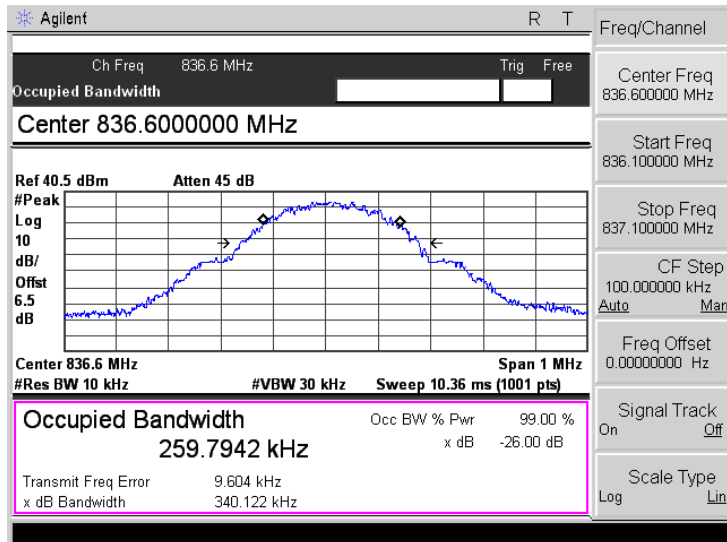 Agilent
R T
Ch Freq 836.6 MHz Trig Free
Occupied Bandwidth
Center 836.6000000 MHz
Ref 40.5 dBm Atten 45 dB
#Peak
Log
10
dB/
Offst
6.5
dB
Center 836.6 MHz Span 1 MHz
#Res BW 10 kHz #VBW 30 kHz Sweep 10.36 ms (1001 pts)
Occupied Bandwidth Occ BW % Pwr 99.00 %
259.7942 kHz x dB -26.00 dB
Transmit Freq Error 9.604 kHz
x dB Bandwidth 340.122 kHz
Freq/Channel
Center Freq
836.600000 MHz
Start Freq
836.100000 MHz
Stop Freq
837.100000 MHz
CF Step
100.000000 kHz
Auto Man
Freq Offset
0.00000000 Hz
Signal Track
On Off
Scale Type
Log Lin